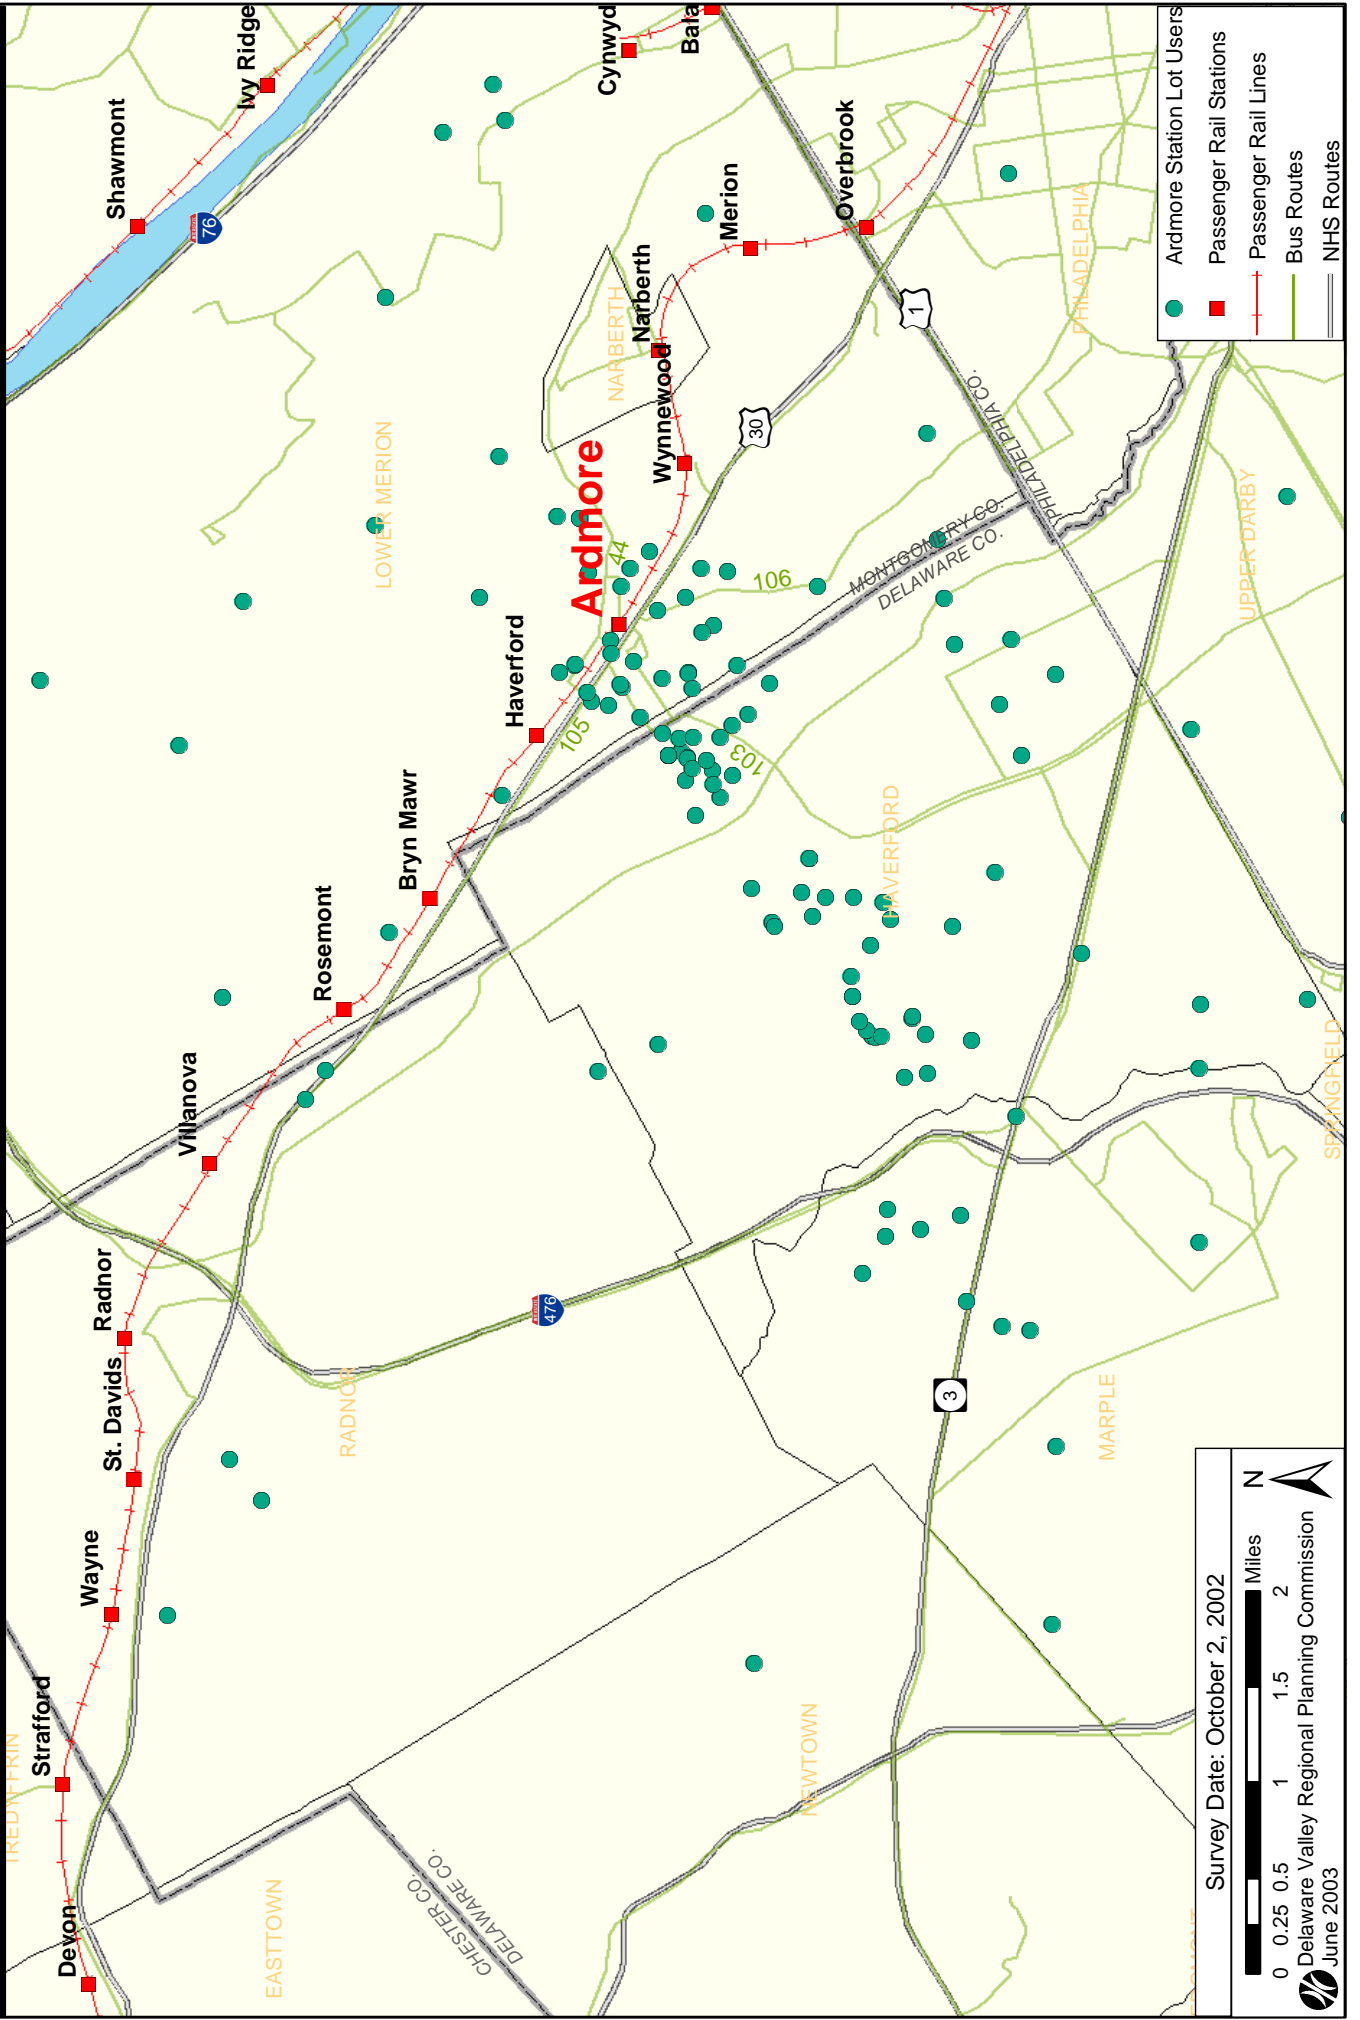 Ivy Ridge
Shawmont
76
Cynwyd
Bala
Overbrook
Merion
Narberth
NARBERTH
Wynnewood
30
1
PHILADELPHIA
PHILADELPHIA CO.
MONTGOMERY CO.
PHILADELPHIA
DELAWARE CO.
LOWER MERION
Ardmore
44
106
105
103
Haverford
Bryn Mawr
Rosemont
Villanova
Radnor
St. Davids
Wayne
Strafford
Devon
UPPER DARBY
HAVERFORD
SPRINGFIELD
RADNOR
476
3
MARPLE
NEWTOWN
TREDYFFRIN
EASTTOWN
CHESTER CO.
DELAWARE CO.
Ardmore Station Lot Users
Passenger Rail Stations
Passenger Rail Lines
Bus Routes
NHS Routes
Survey Date: October 2, 2002
Miles
0 0.25 0.5 1 1.5 2
N
Delaware Valley Regional Planning Commission
June 2003